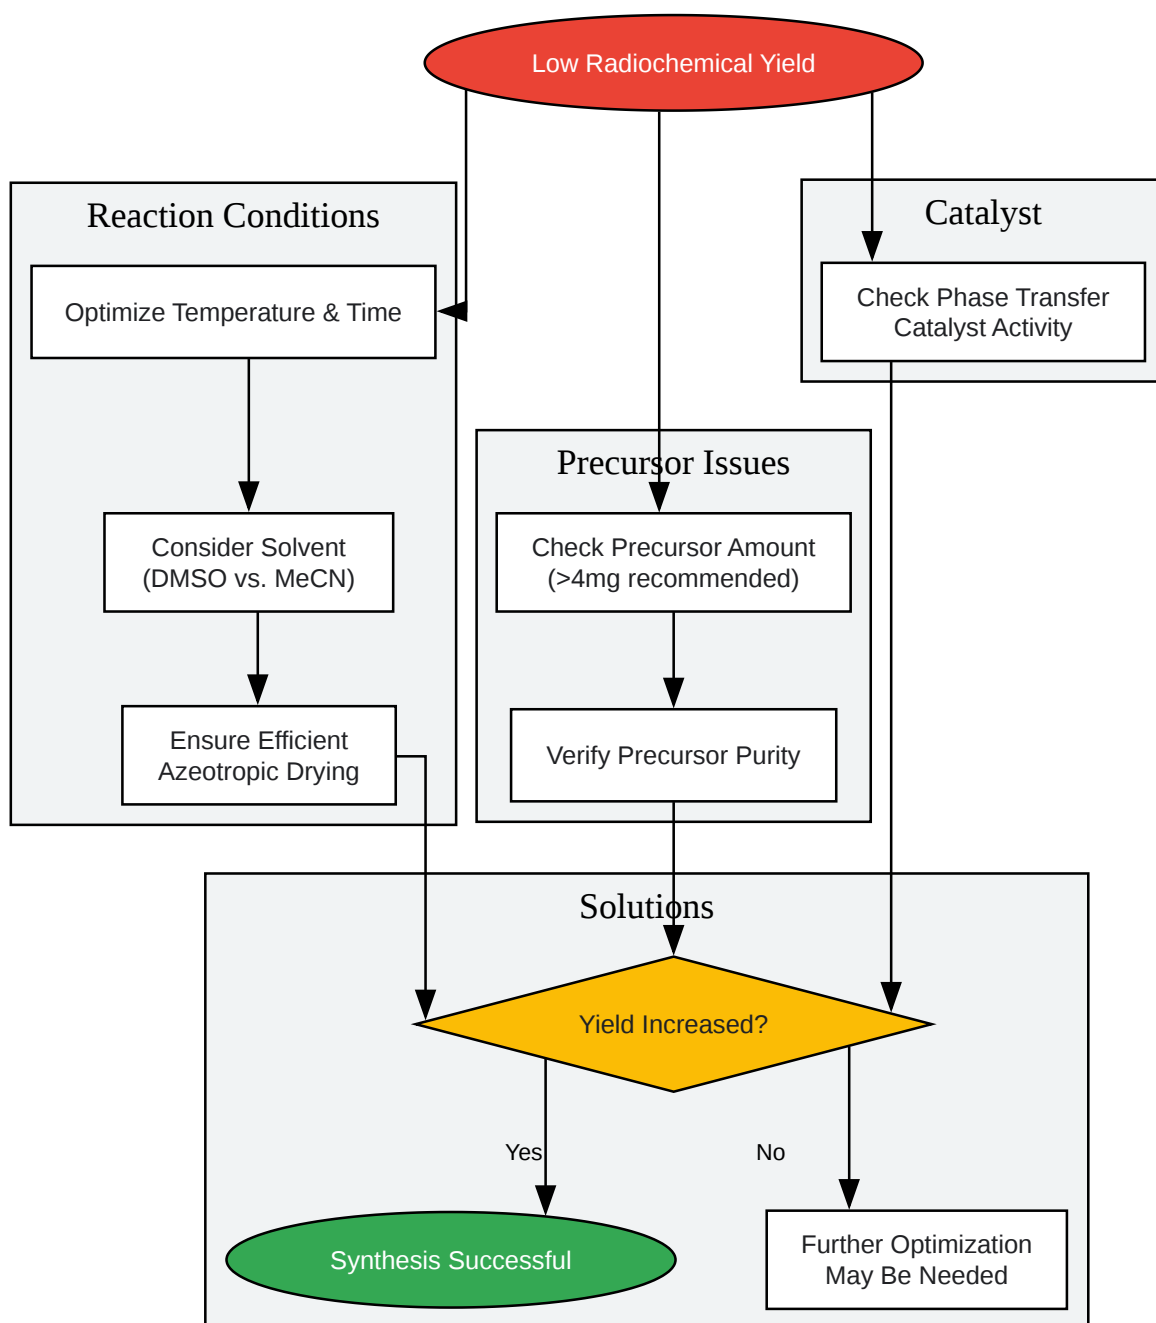 Low Radiochemical Yield
Reaction Conditions
Optimize Temperature & Time
Consider Solvent
(DMSO vs. MeCN)
Ensure Efficient
Azeotropic Drying
Precursor Issues
Check Precursor Amount
(>4mg recommended)
Verify Precursor Purity
Catalyst
Check Phase Transfer
Catalyst Activity
Solutions
Yield Increased?
Yes
No
Synthesis Successful
Further Optimization
May Be Needed